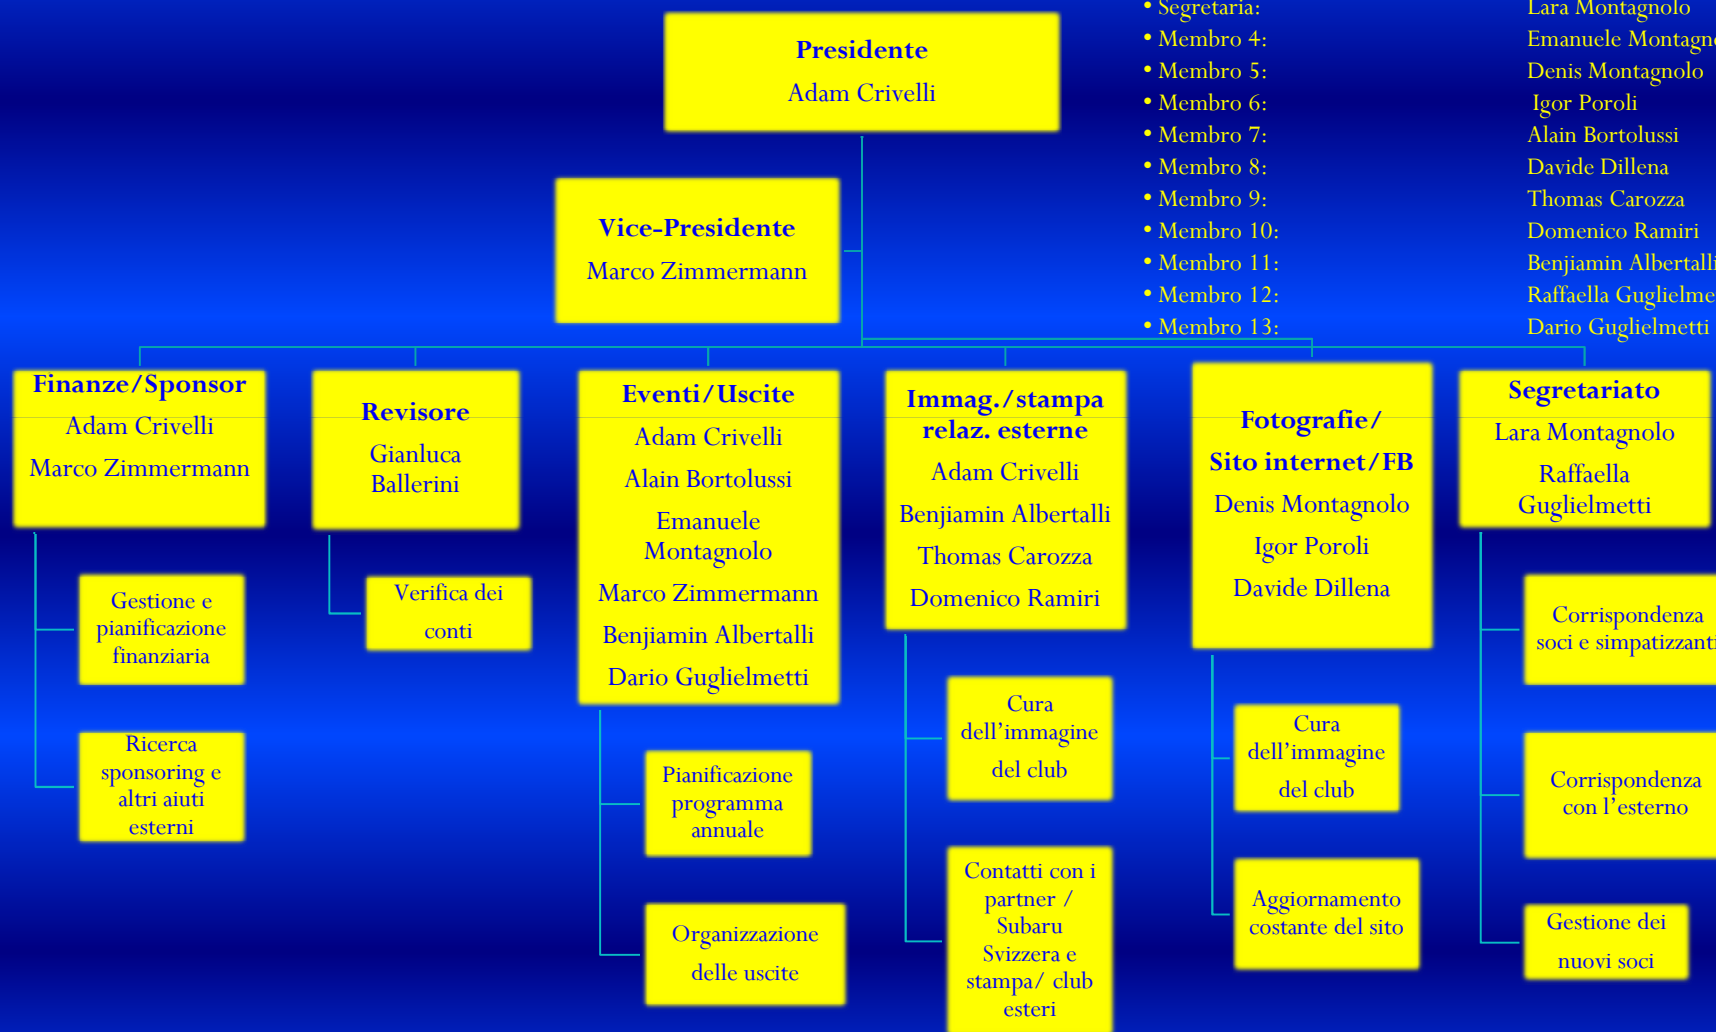 • Segretaria: Lara Montagnolo
• Membro 4:
• Membro 5: Denis Montagnolo
• Membro 6: Igor Poroli
• Membro 7: Alain Bortolussi
• Membro 8: Davide Dillena
• Membro 9: Thomas Carozza
• Membro 10: Domenico Ramiri
• Membro 11: Benjiamin Albertalli
• Membro 12: Raffaella
• Membro 13: Dario Guglielmetti
Emanuele
Presidente
Adam Crivelli
Vice-Presidente
Marco Zimmermann
Finanze/Sponsor
Adam Crivelli
Marco Zimmermann
Gestione e
pianificazione
finanziaria
Ricerca
sponsoring e
altri aiuti
esterni
Revisore
Gianluca
Ballerini
Verifica dei
conti
Eventi/Uscite
Adam Crivelli
Alain Bortolussi
Emanuele
Montagnolo
Marco Zimmermann
Benjiamin Albertalli
Dario Guglielmetti
Pianificazione
programma
annuale
Organizzazione
delle uscite
Immag./stampa
relaz. esterne
Adam Crivelli
Benjiamin Albertalli
Thomas Carozza
Domenico Ramiri
Cura
dell’immagine
del club
Contatti con i
partner /
Subaru
Svizzera e
stampa/ club
esteri
Fotografie/
Sito internet/FB
Denis Montagnolo
Igor Poroli
Davide Dillena
Cura
dell’immagine
del club
Aggiornamento
costante del sito
Segretariato
Lara Montagnolo
Raffaella
Guglielmetti
Corrispondenza
soci e simpatizzanti
Corrispondenza
con l’esterno
Gestione dei
nuovi soci